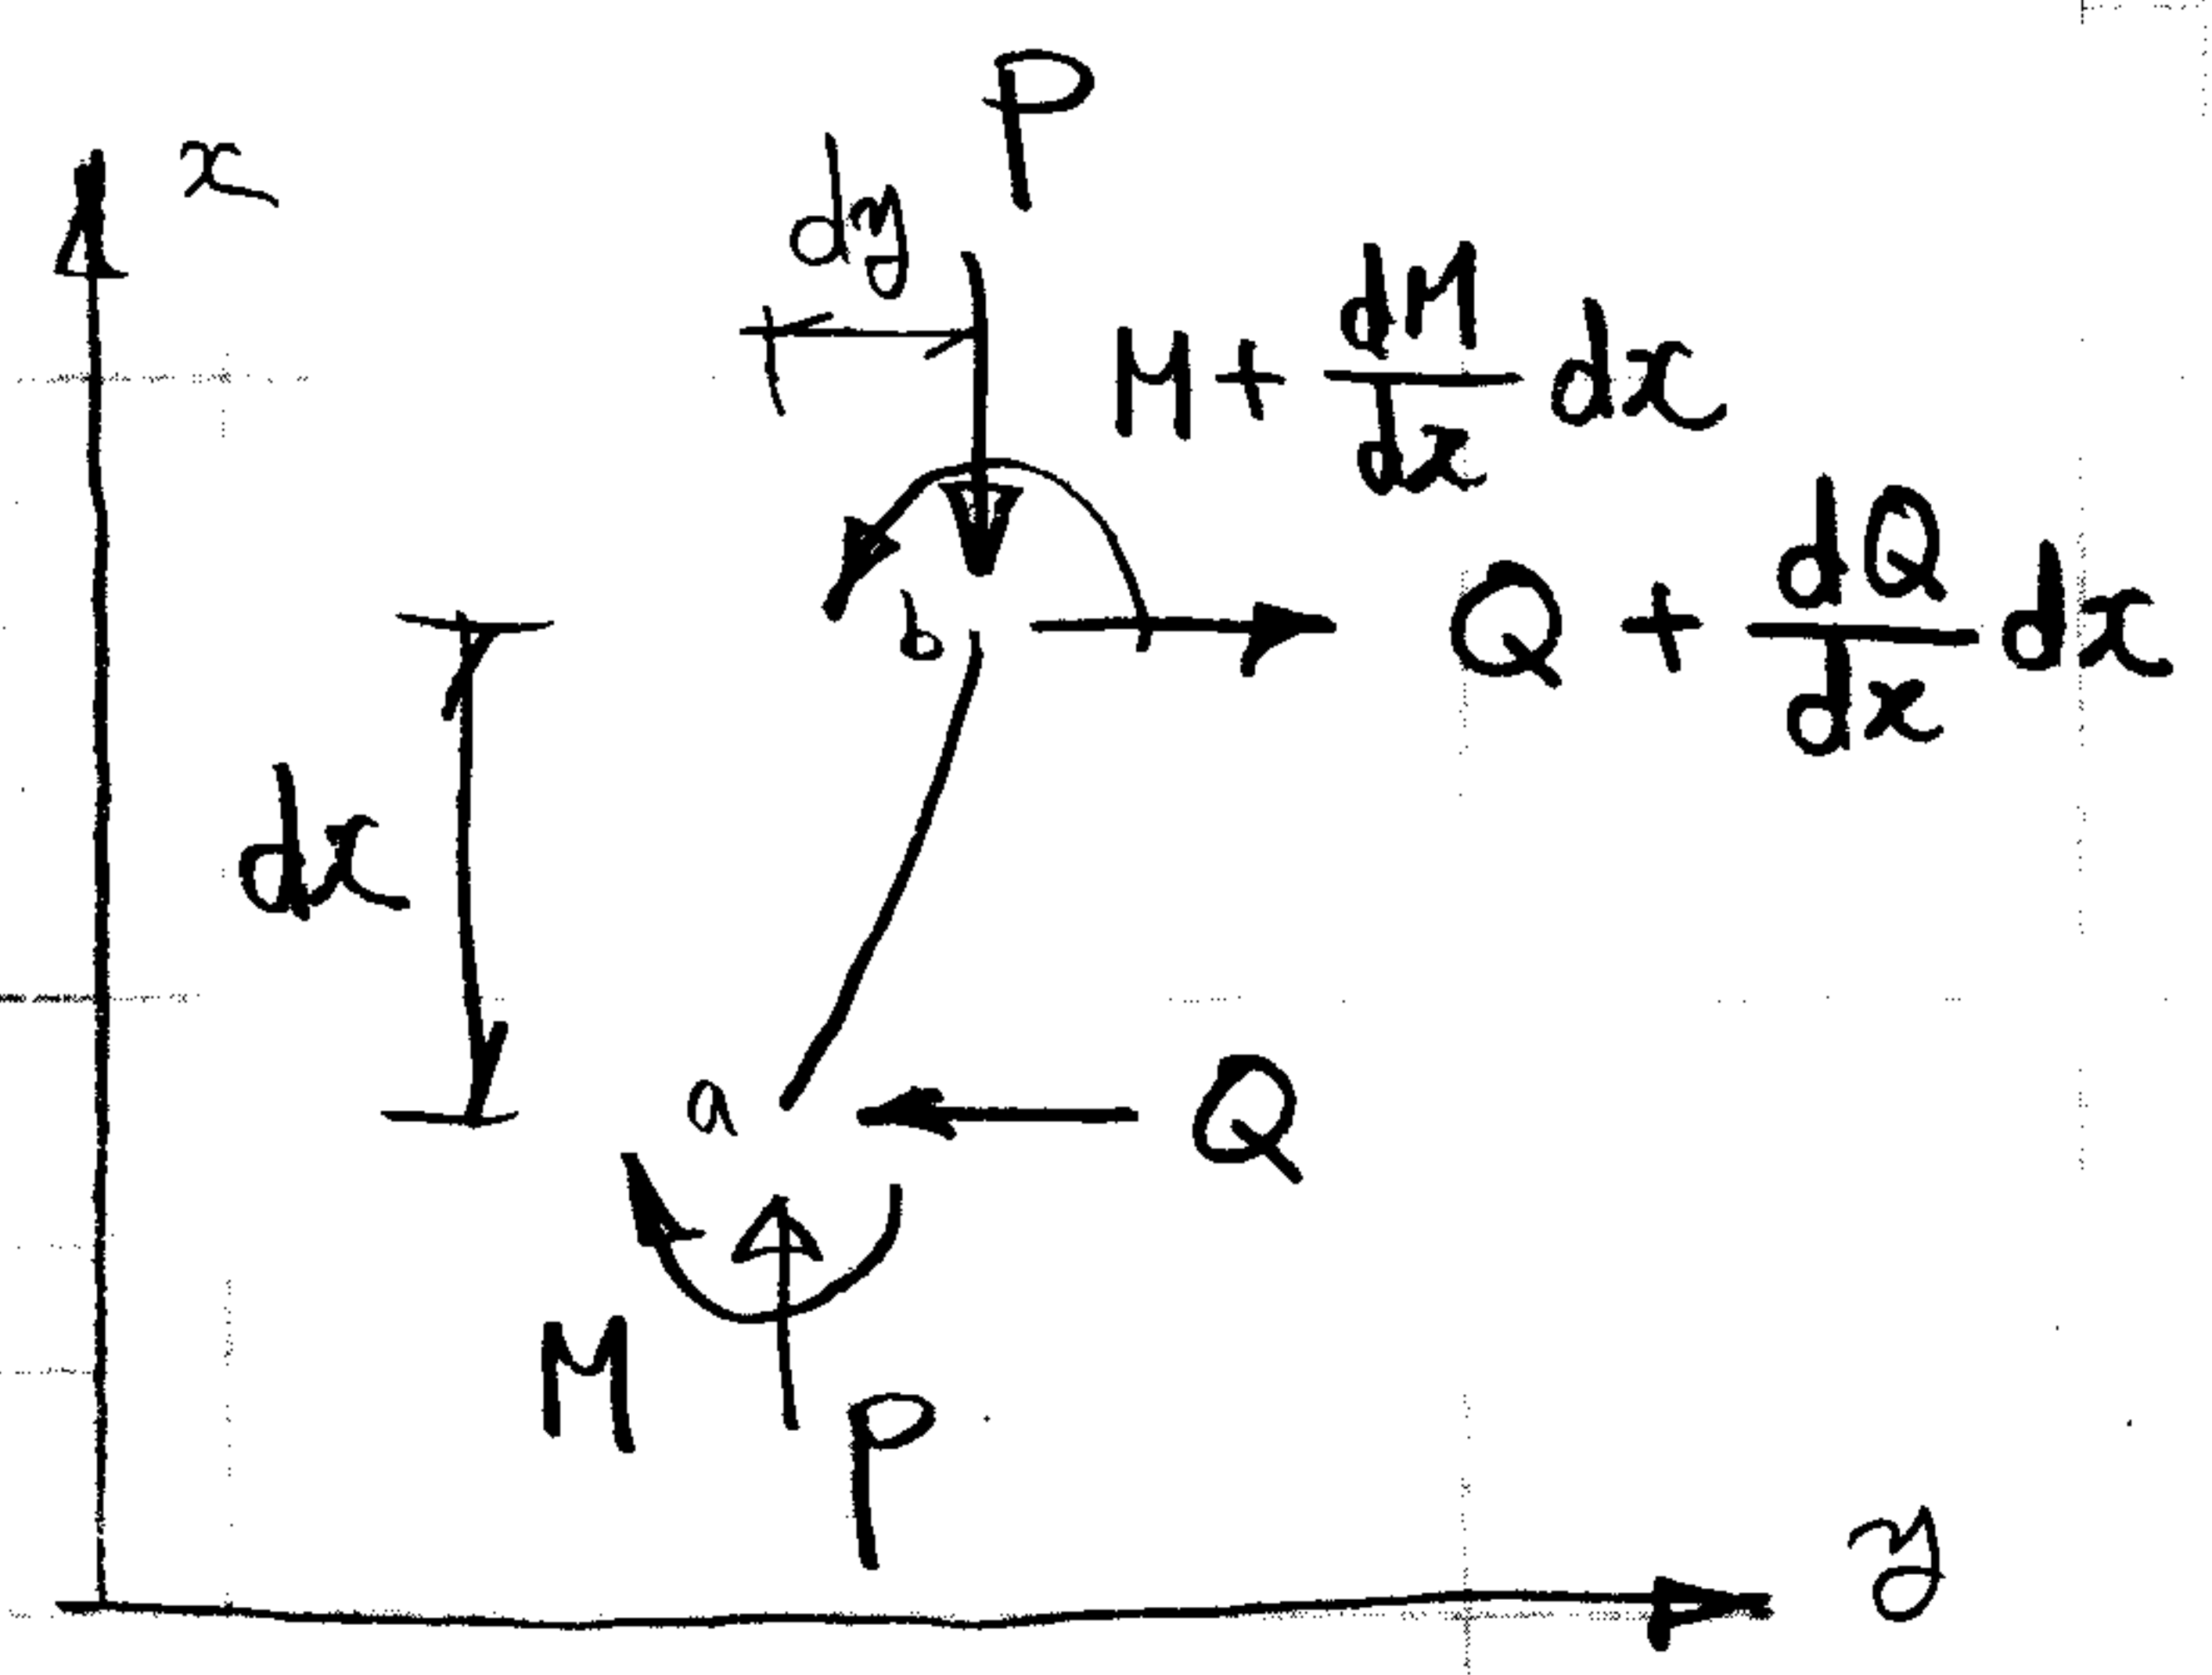 P
x
dy
M + dM/dx dx
b
Q + dQ/dx dx
dx
a
Q
M
P
y